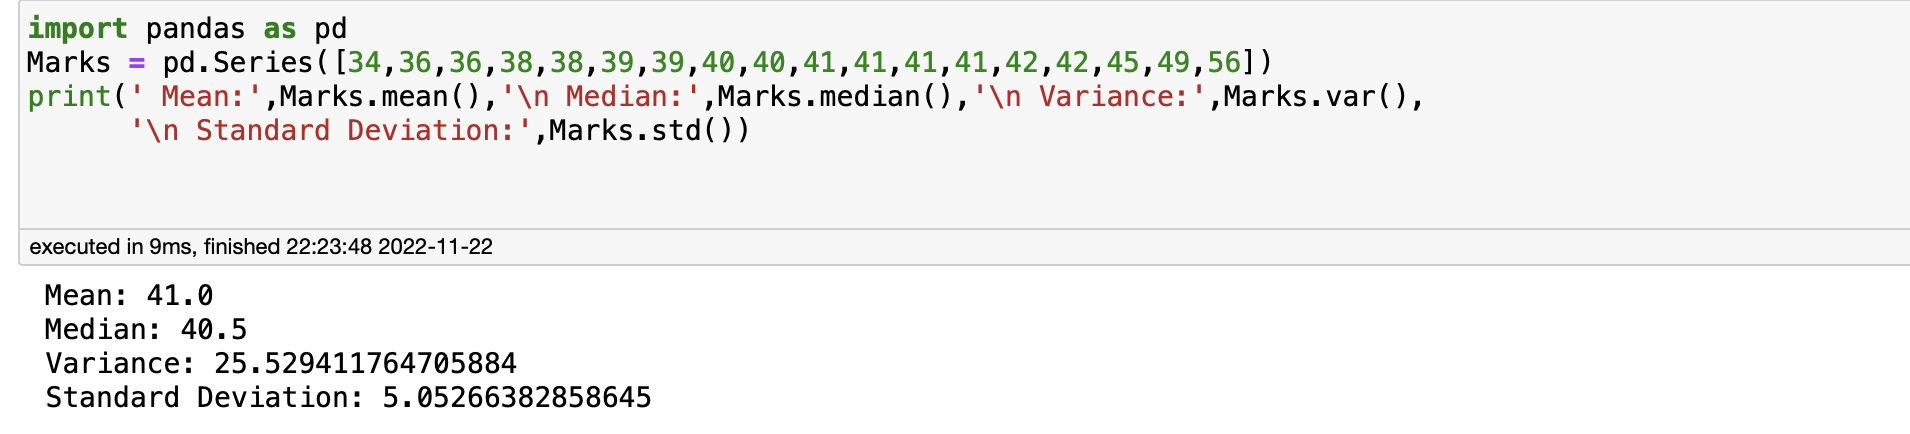 import pandas as pd
Marks = pd.Series([34,36,36,38,38,39,39,40,40,41,41,41,41,42,42,45,49,56])
print(' Mean:',Marks.mean(),'\n Median:',Marks.median(),'\n Variance:',Marks.var(),
'\n Standard Deviation:',Marks.std())
executed in 9ms, finished 22:23:48 2022-11-22
Mean: 41.0
Median: 40.5
Variance: 25.529411764705884
Standard Deviation: 5.05266382858645